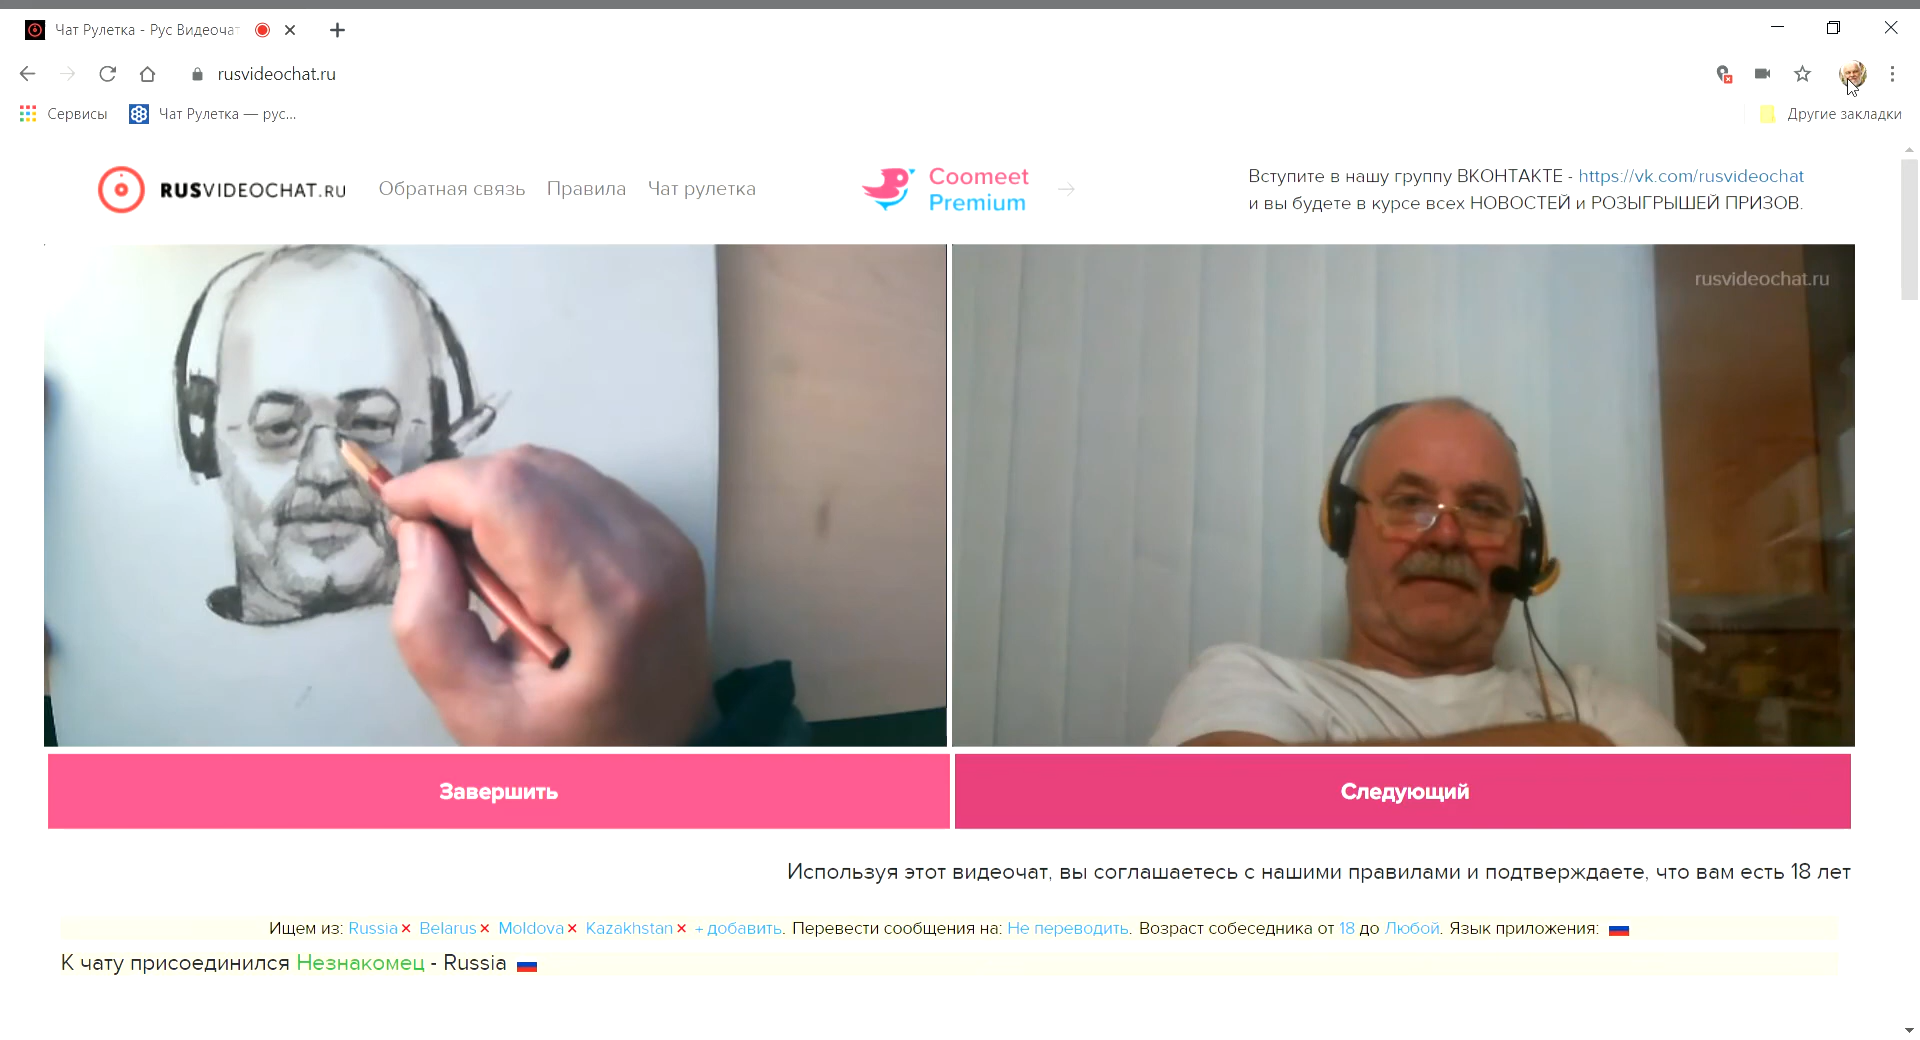 Чат Рулетка - Рус Видеоча
rusvideochat.ru
Сервисы
Чат Рулетка — рус...
Другие закладки
RUSVIDEOCHAT.RU
Обратная связь
Правила
Чат рулетка
Coomeet
Premium
Вступите в нашу группу ВКОНТАКТЕ - https://vk.com/rusvideochat
и вы будете в курсе всех НОВОСТЕЙ и РОЗЫГРЫШЕЙ ПРИЗОВ.
rusvideochat.ru
Завершить
Следующий
Используя этот видеочат, вы соглашаетесь с нашими правилами и подтверждаете, что вам есть 18 лет
Ищем из: Russia× Belarus× Moldova× Kazakhstan× + добавить. Перевести сообщения на: Не переводить. Возраст собеседника от 18 до Любой. Язык приложения:
К чату присоединился Незнакомец - Russia